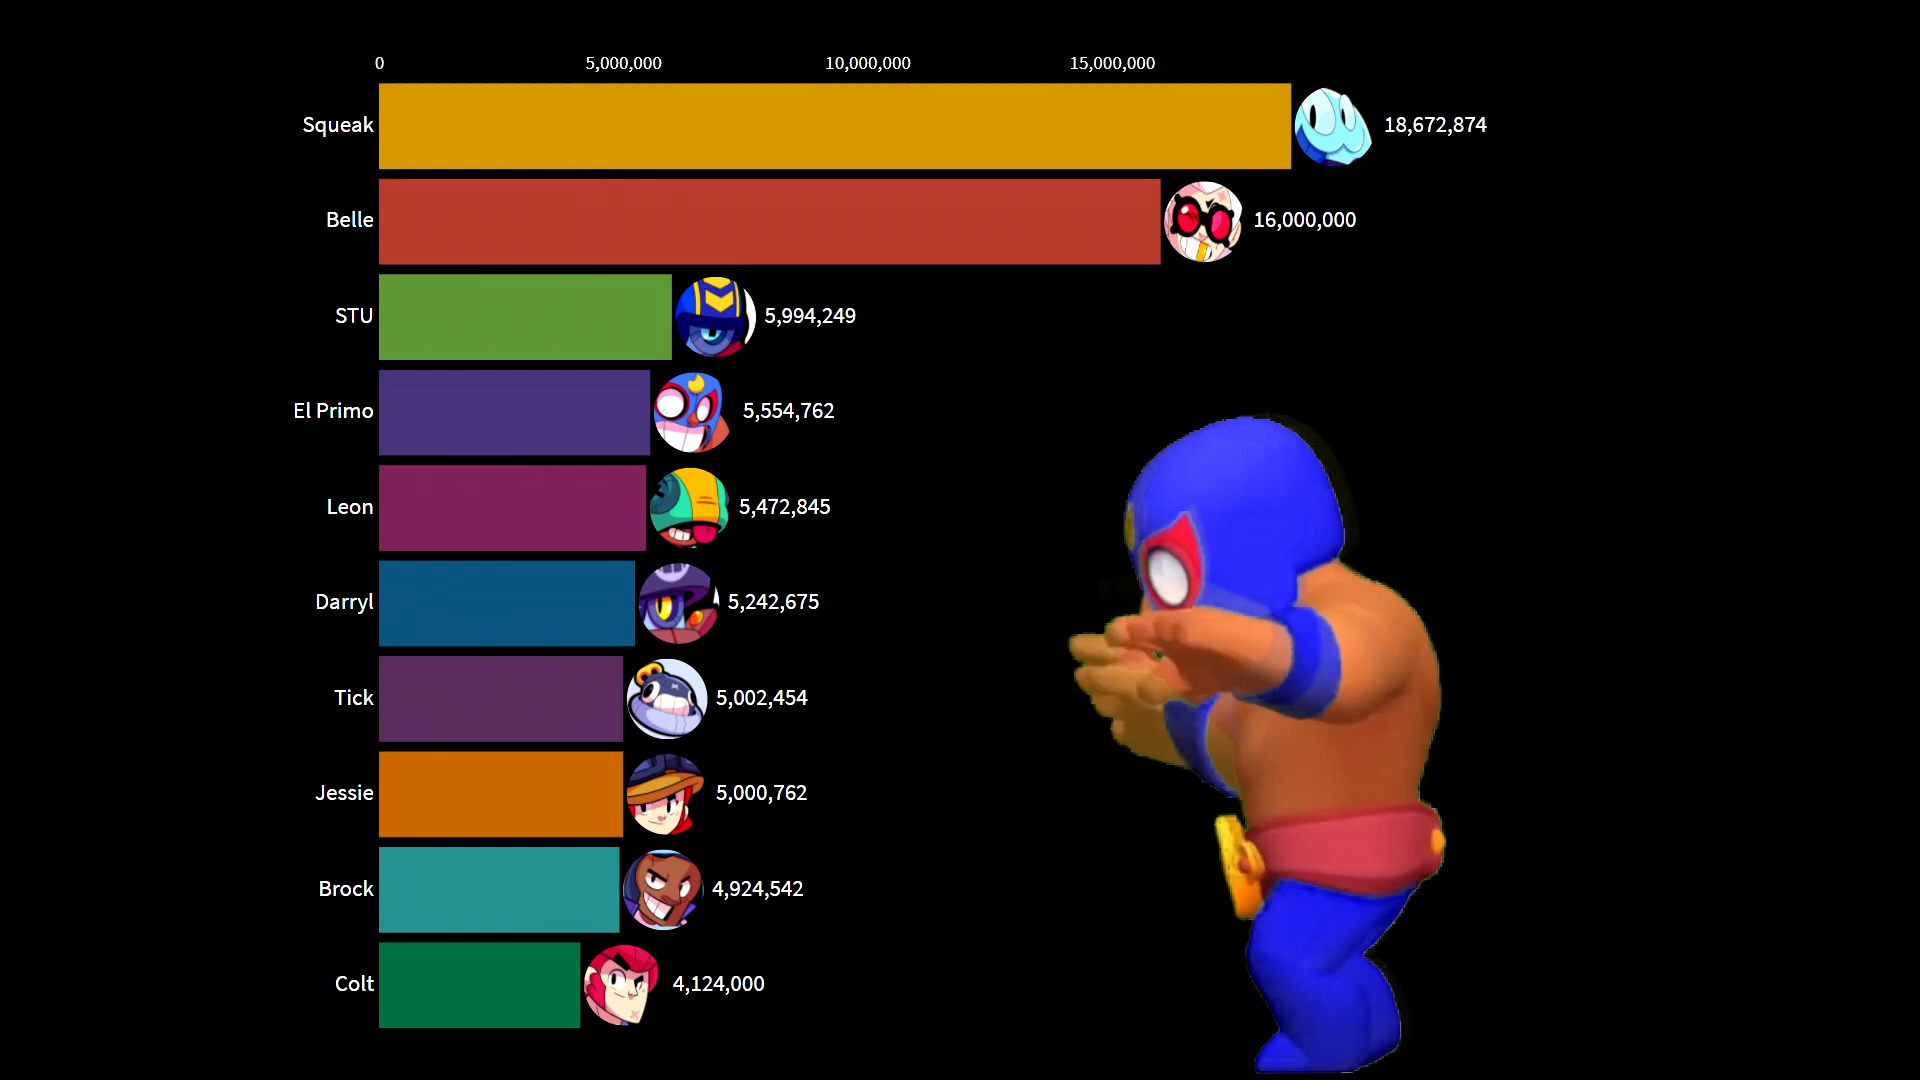 0 5,000,000 10,000,000 15,000,000
Squeak 18,672,874
Belle 16,000,000
STU 5,994,249
El Primo 5,554,762
Leon 5,472,845
Darryl 5,242,675
Tick 5,002,454
Jessie 5,000,762
Brock 4,924,542
Colt 4,124,000